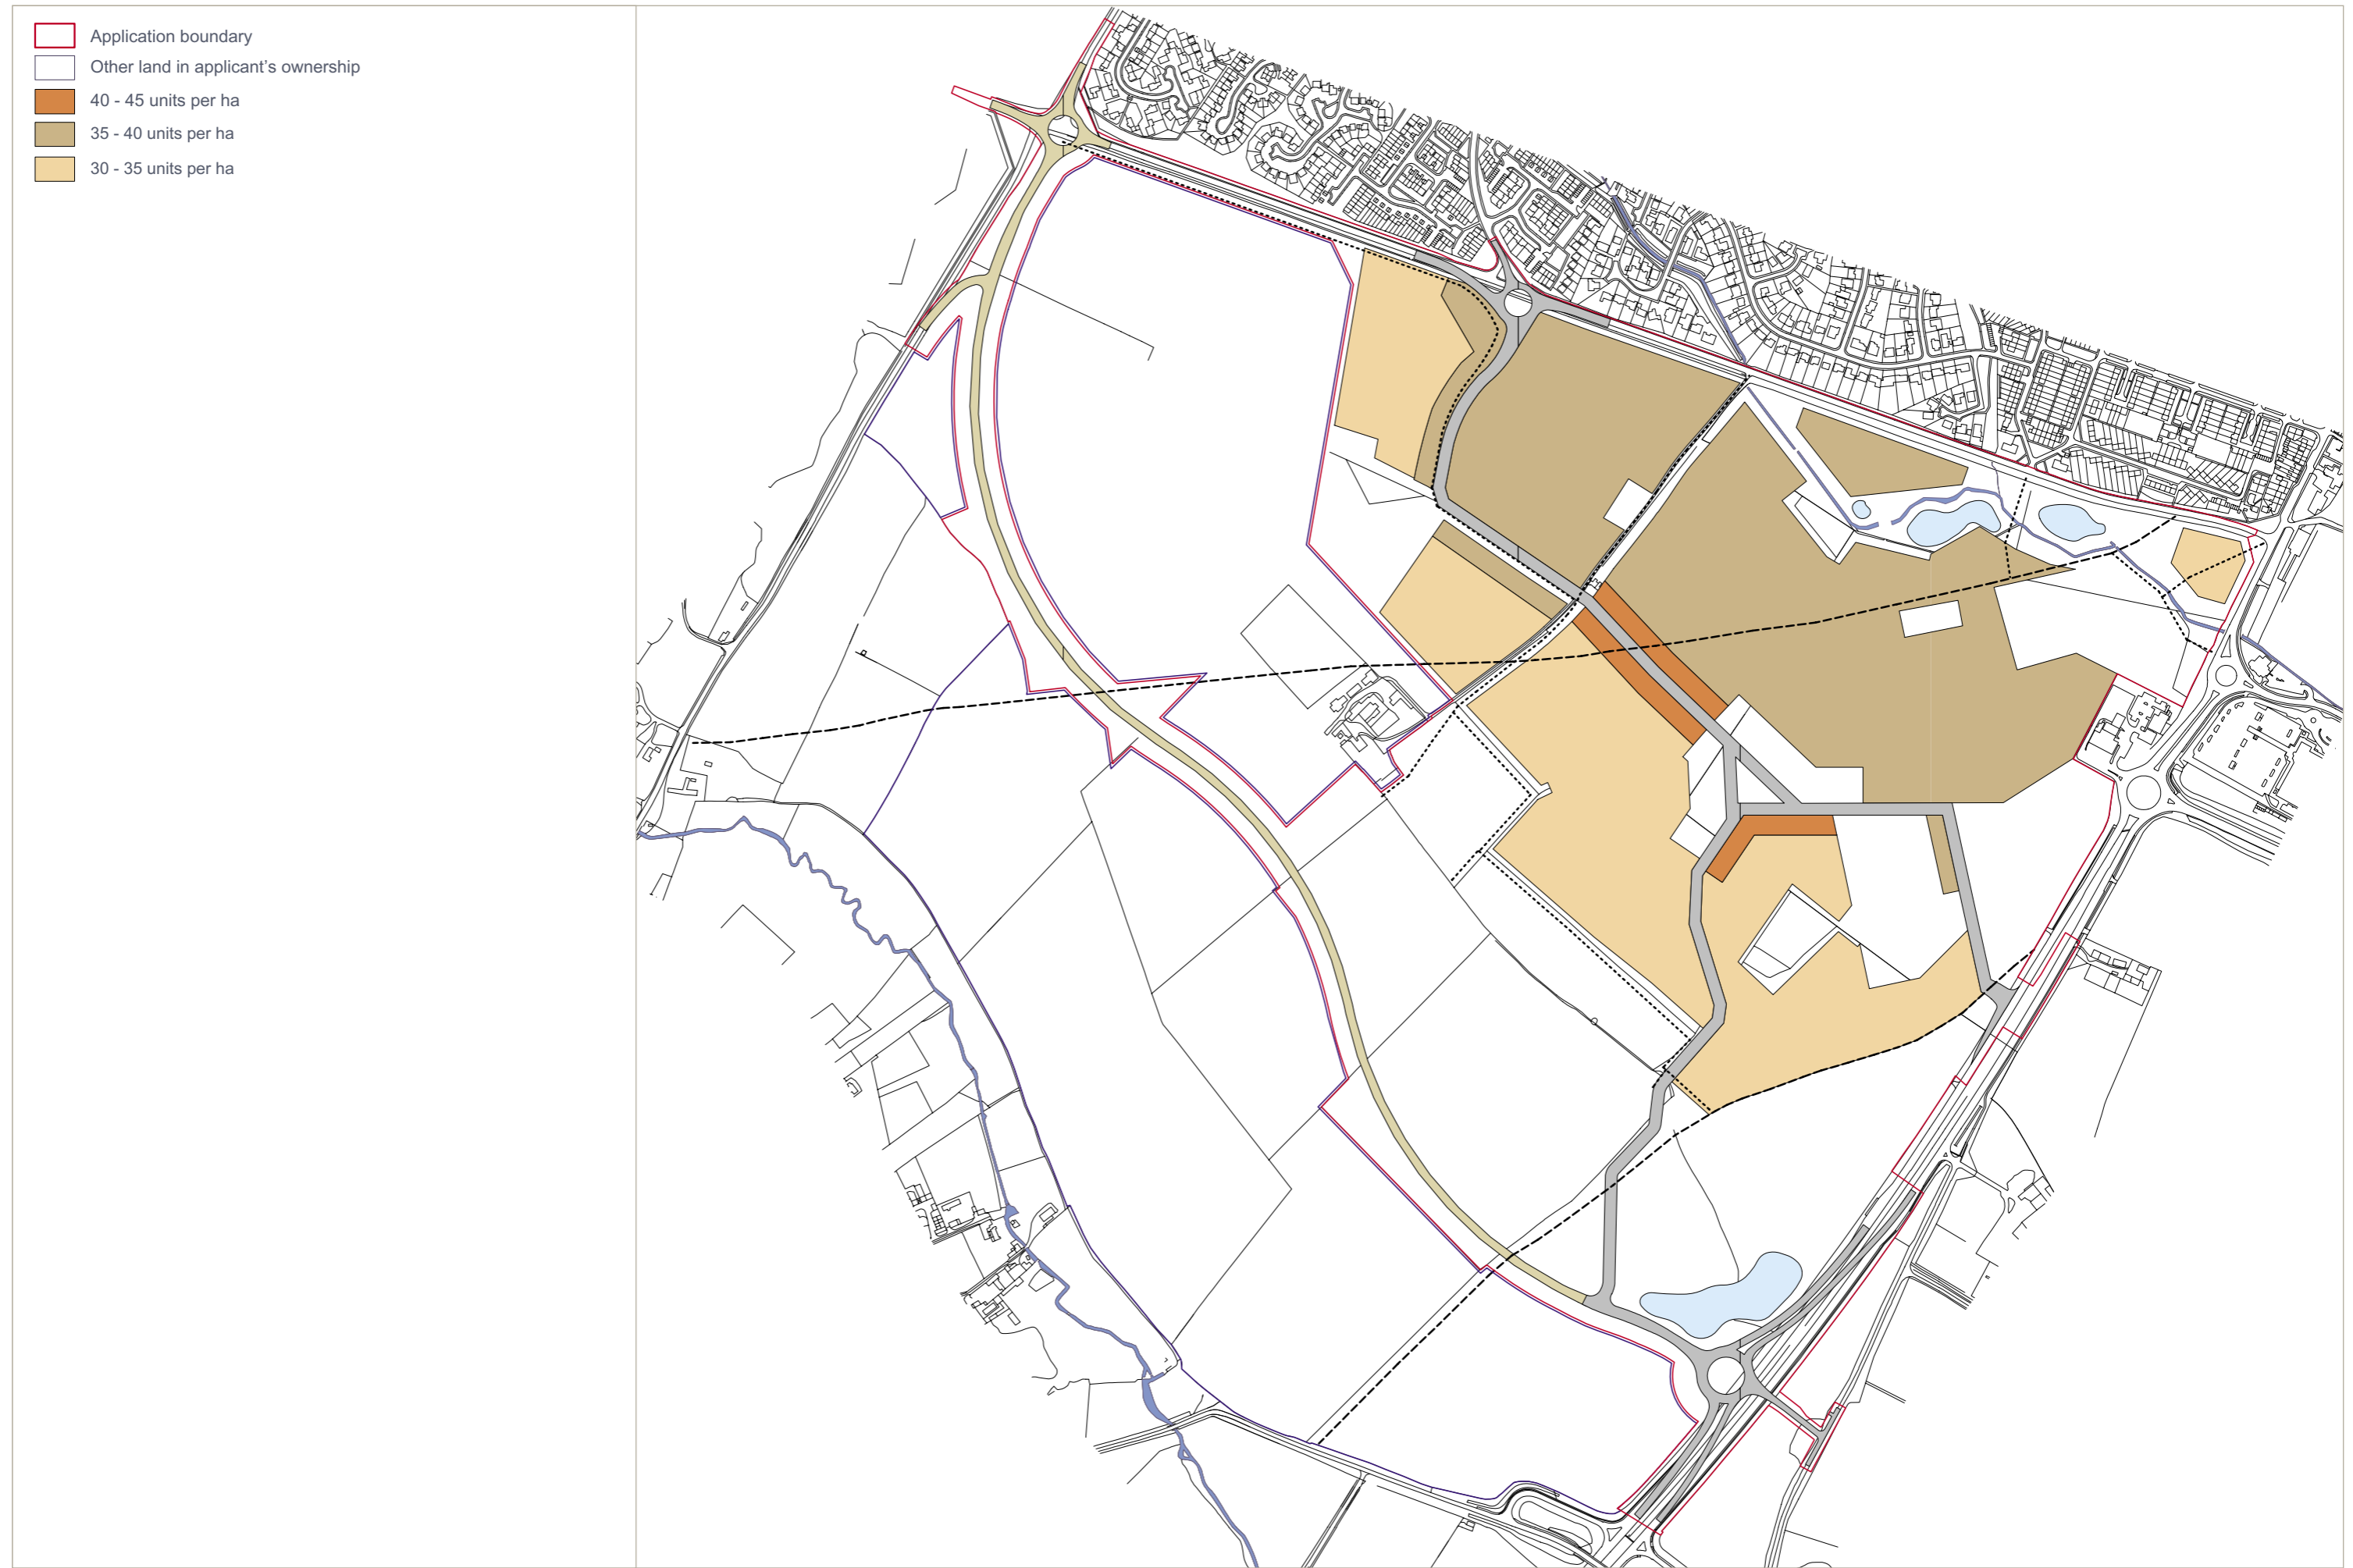 Application boundary
Other land in applicant's ownership
40 - 45 units per ha
35 - 40 units per ha
30 - 35 units per ha